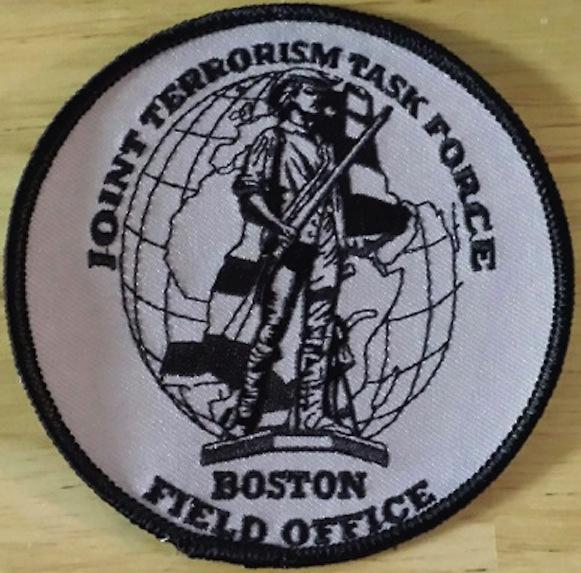 JOINT TERRORISM TASK FORCE
BOSTON
FIELD OFFICE